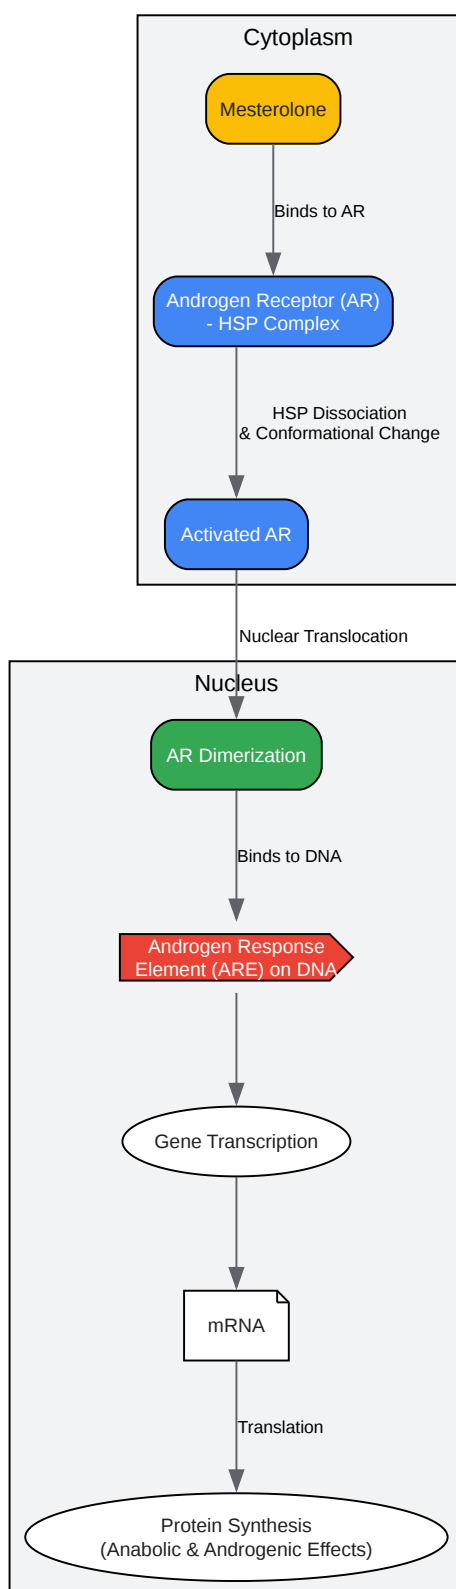 Cytoplasm
Mesterolone
Binds to AR
Androgen Receptor (AR)
- HSP Complex
HSP Dissociation
& Conformational Change
Activated AR
Nuclear Translocation
Nucleus
AR Dimerization
Binds to DNA
Androgen Response
Element (ARE) on DNA
Gene Transcription
mRNA
Translation
Protein Synthesis
(Anabolic & Androgenic Effects)